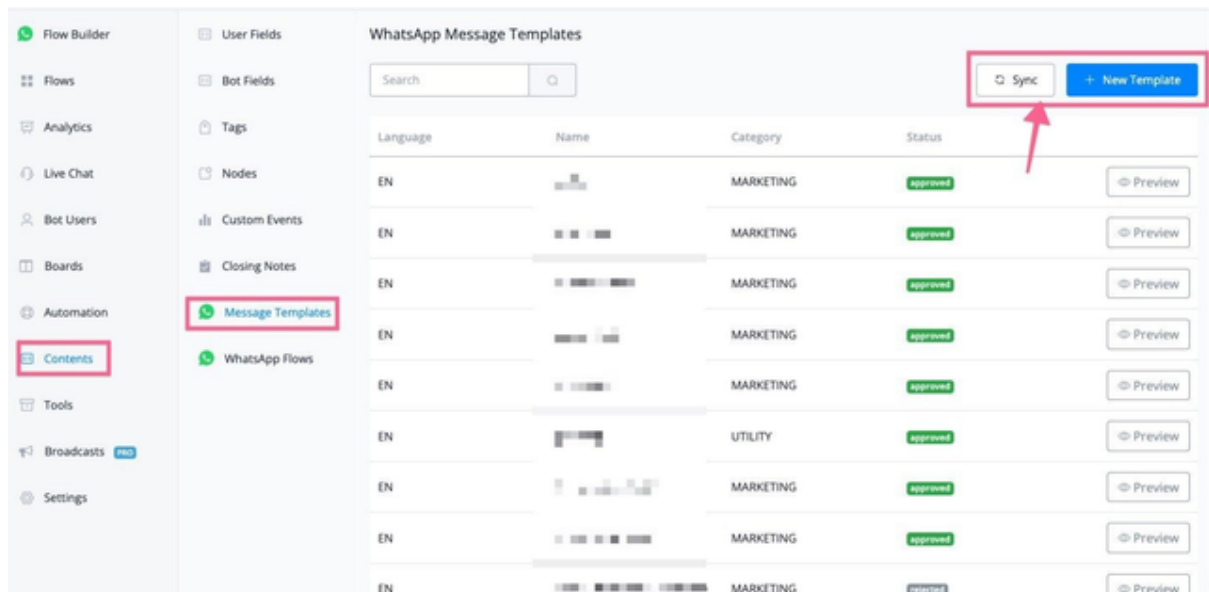 Flow Builder
Flows
Analytics
Live Chat
Bot Users
Boards
Automation
Contents
Tools
Broadcasts PRO
Settings
User Fields
Bot Fields
Tags
Nodes
Custom Events
Closing Notes
Message Templates
WhatsApp Flows
WhatsApp Message Templates
Search
Sync
+ New Template
Language Name Category Status
EN MARKETING approved Preview
EN MARKETING approved Preview
EN MARKETING approved Preview
EN MARKETING approved Preview
EN MARKETING approved Preview
EN UTILITY approved Preview
EN MARKETING approved Preview
EN MARKETING approved Preview
EN MARKETING rejected Preview